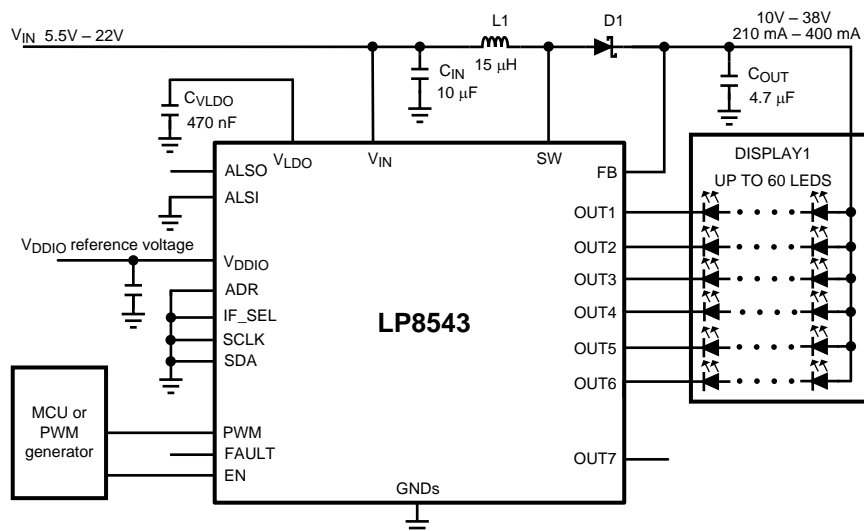 L1
D1
10V – 38V
210 mA – 400 mA
VIN 5.5V – 22V
15 µH
CIN
10 µF
COUT
4.7 µF
CVLDO
470 nF
VLDO
VIN
SW
FB
ALSO
ALSI
DISPLAY1
UP TO 60 LEDS
OUT1
OUT2
OUT3
OUT4
OUT5
OUT6
OUT7
VDDIO reference voltage
VDDIO
ADR
IF_SEL
SCLK
SDA
LP8543
MCU or
PWM
generator
PWM
FAULT
EN
GNDs